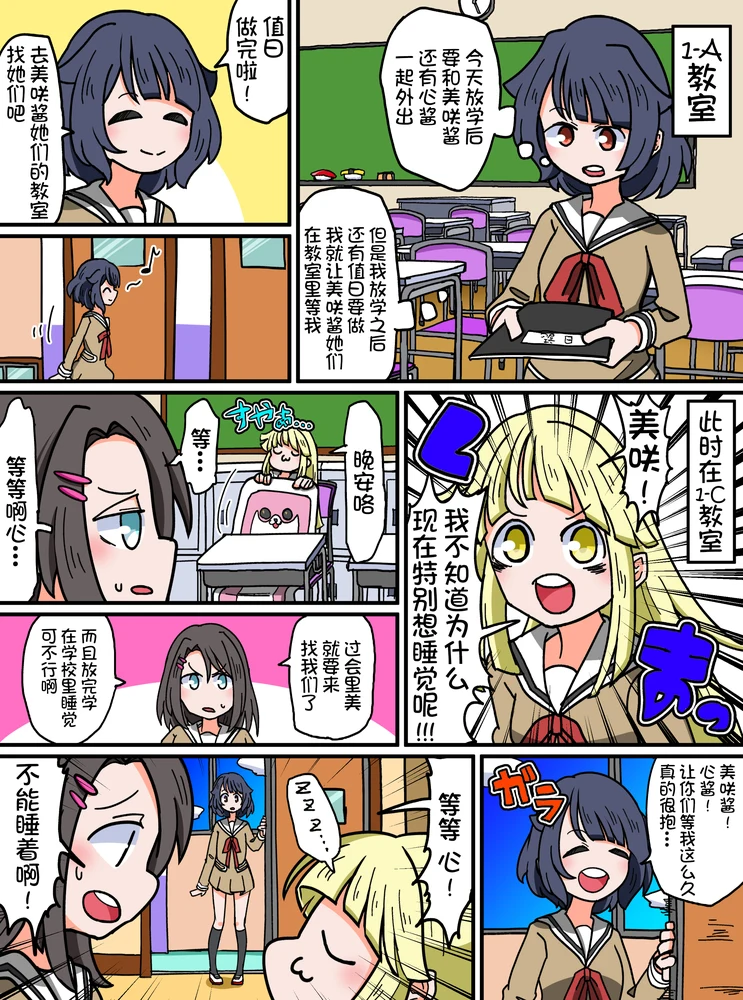 1-A
教室
今天放学后
要和美咲酱
还有心酱
一起外出
但是我放学之后
还有值日要做
我就让美咲酱她们
在教室里等我
日
值日
做完啦！
去美咲酱她们的教室
找她们吧
♪
此时在
1-C
教室
美咲！
我不知道为什么
现在特别想睡觉呢！!!
晚安咯
すやぁ…
等…
等等啊心…
过会里美
就要来
找我们了
而且放完学
在学校里睡觉
可不行啊
美咲酱！
心酱！
让你们等我这么久
真的很抱…
ガラ
等等 心！
zzz…
不能睡着啊！